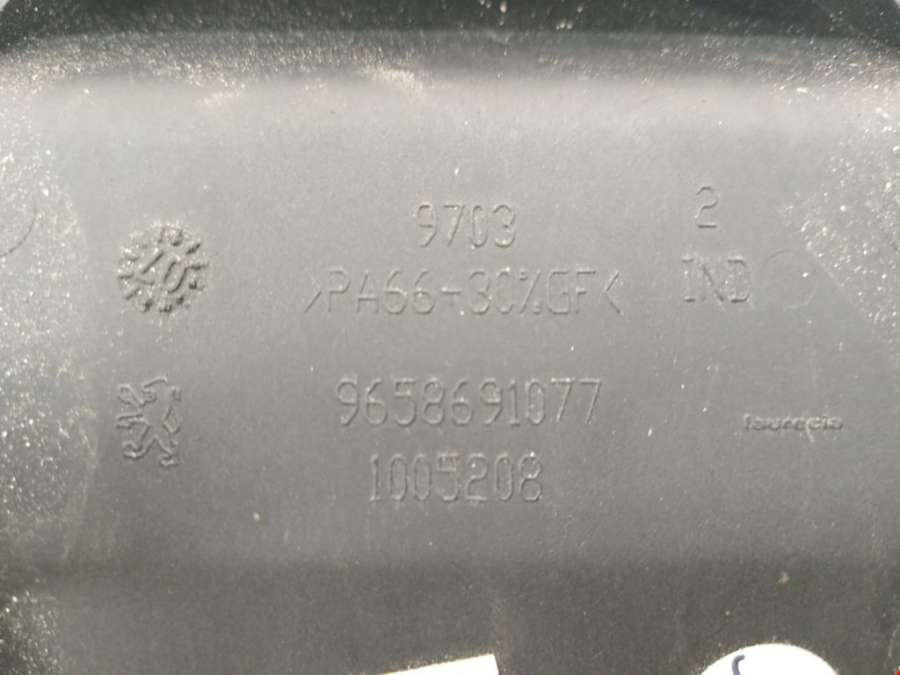 9703
2
>PA66-30%GF<
IND
9658691077
faurecia
1005208